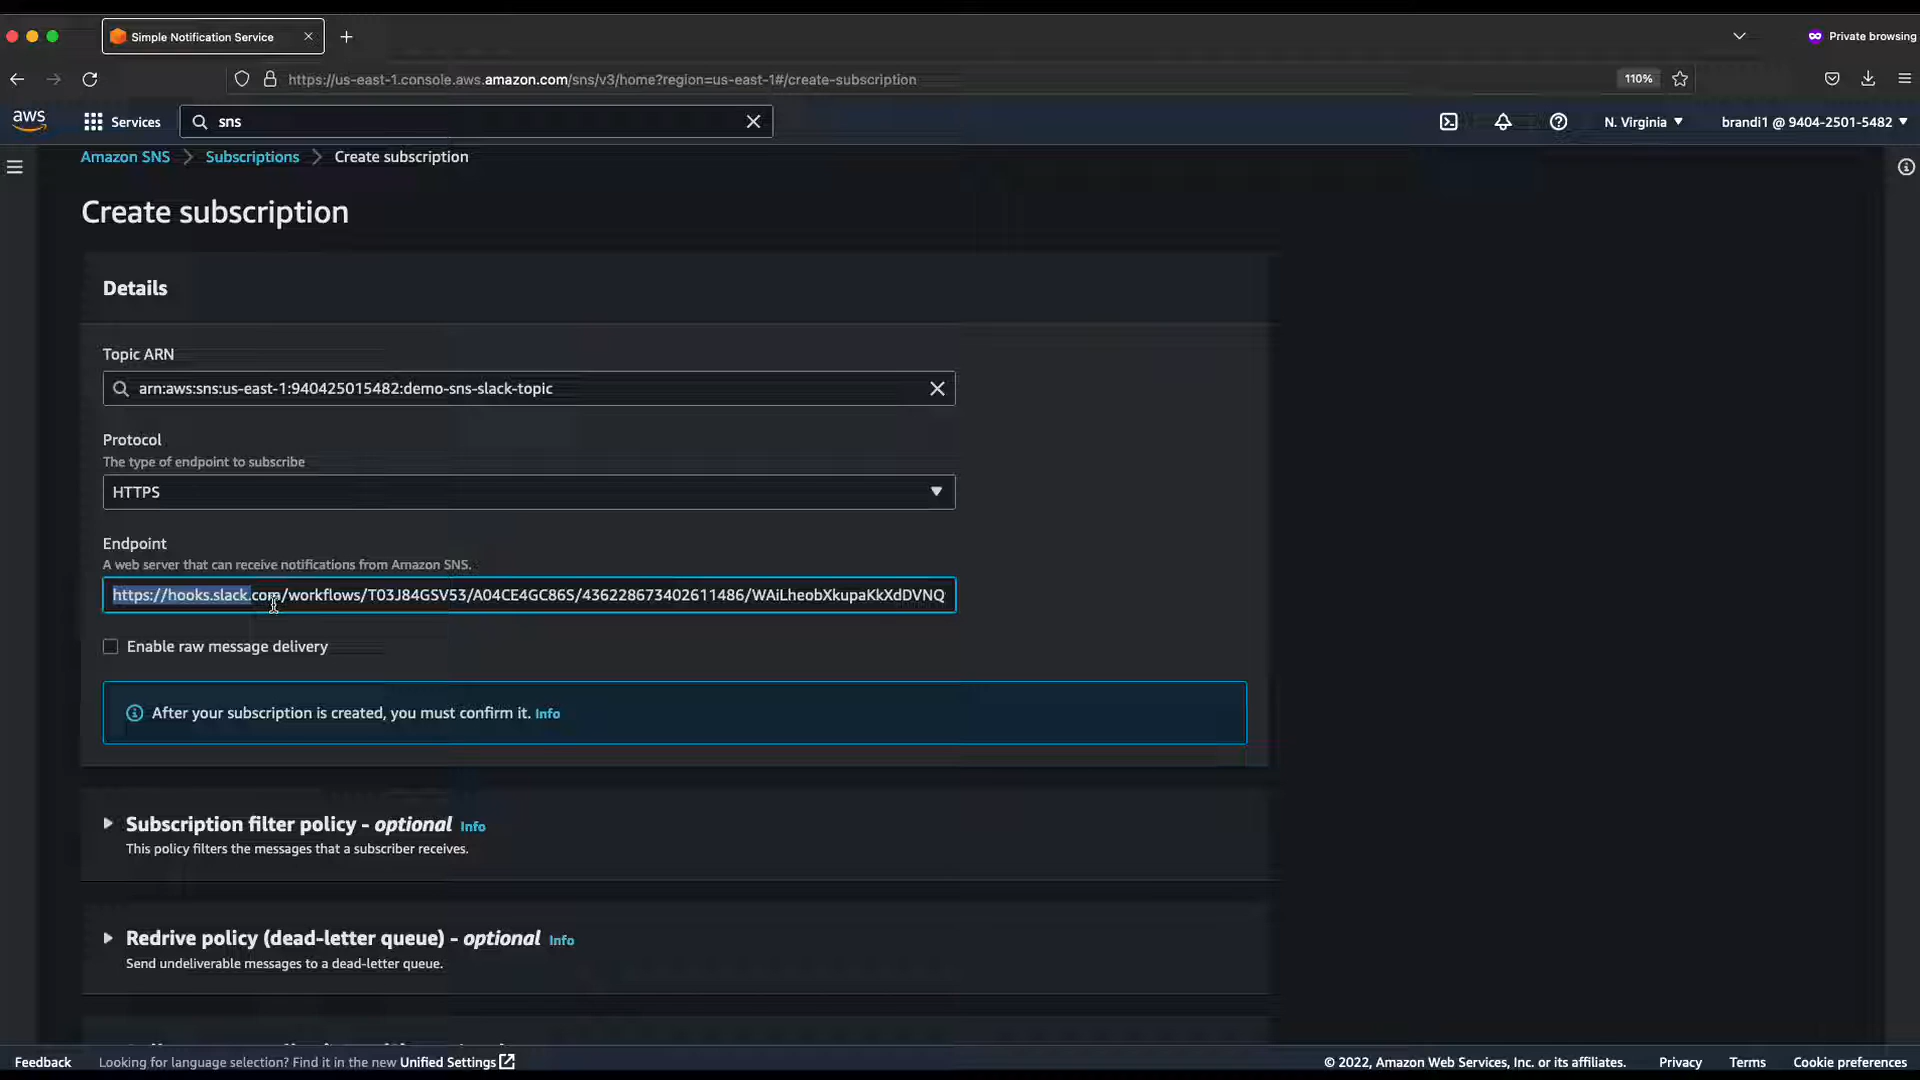 Simple Notification Service
Private browsing
https://us-east-1.console.aws.amazon.com/sns/v3/home?region=us-east-1#/create-subscription
110%
aws
Services
sns
N. Virginia
brandi1 @ 9404-2501-5482
Amazon SNS
Subscriptions
Create subscription
Create subscription
Details
Topic ARN
arn:aws:sns:us-east-1:940425015482:demo-sns-slack-topic
Protocol
The type of endpoint to subscribe
HTTPS
Endpoint
A web server that can receive notifications from Amazon SNS.
https://hooks.slack.com/workflows/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
Enable raw message delivery
After your subscription is created, you must confirm it. Info
Subscription filter policy - optional Info
This policy filters the messages that a subscriber receives.
Redrive policy (dead-letter queue) - optional Info
Send undeliverable messages to a dead-letter queue.
Feedback
Looking for language selection? Find it in the new Unified Settings
© 2022, Amazon Web Services, Inc. or its affiliates.
Privacy
Terms
Cookie preferences